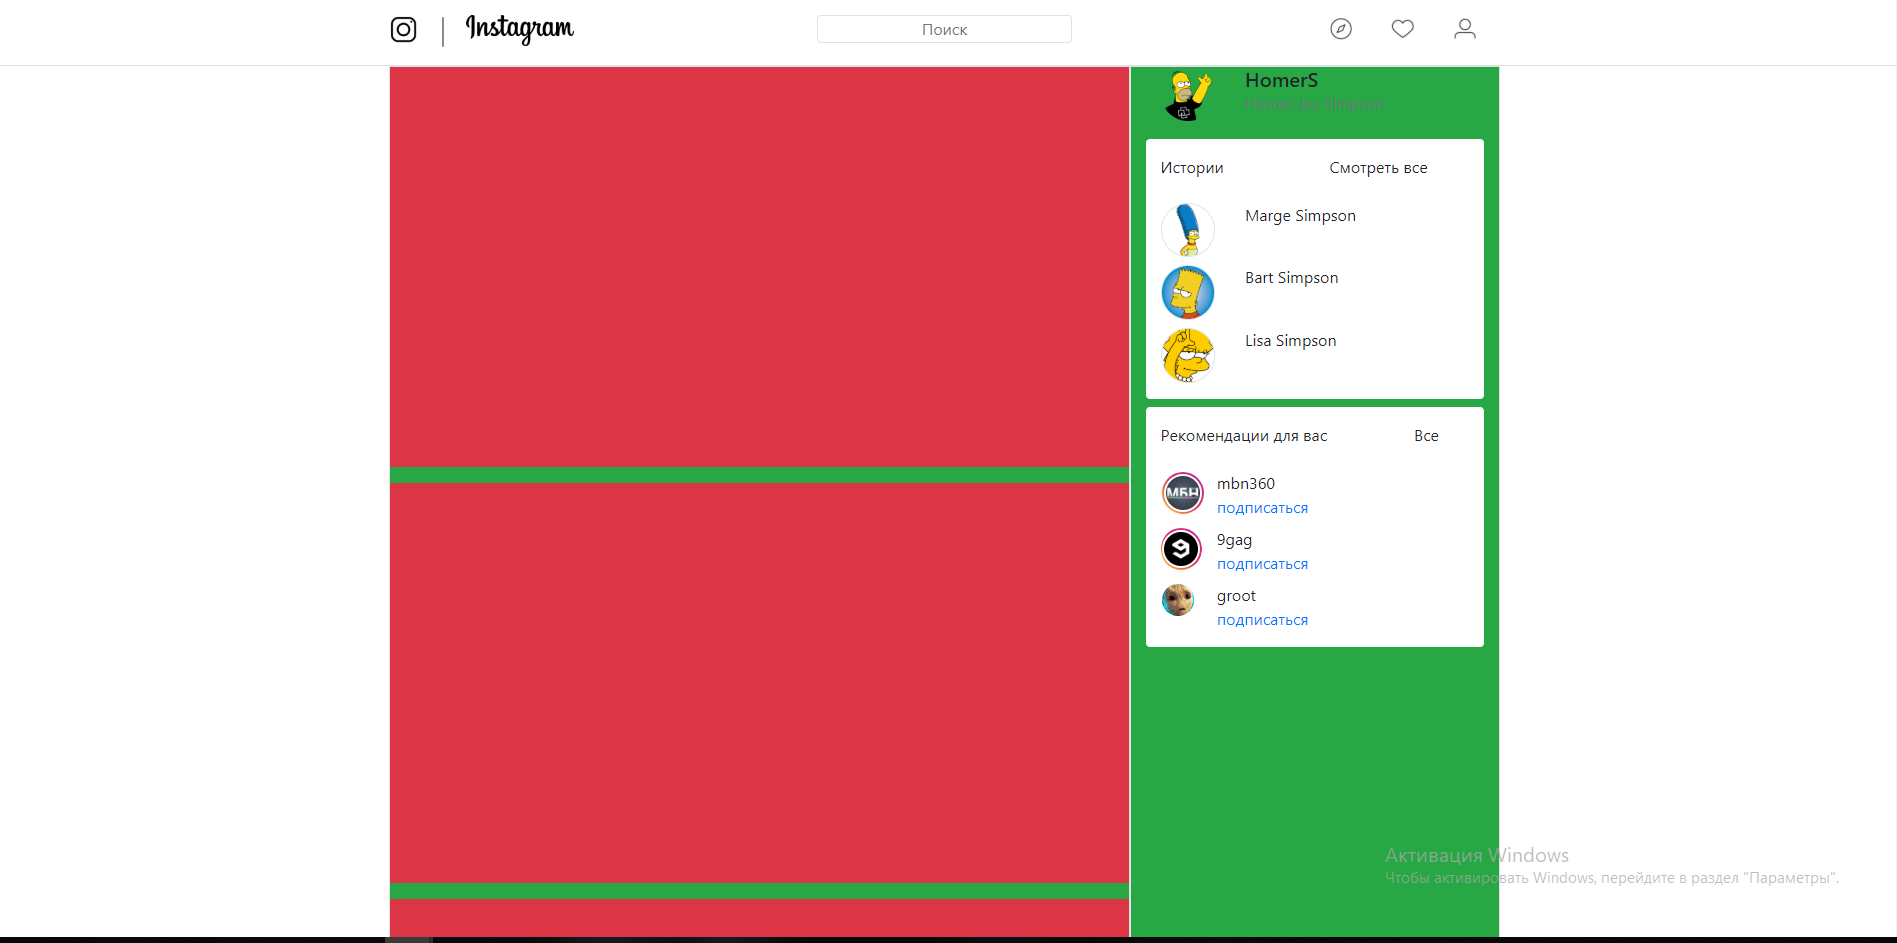 Instagram
Поиск
HomerS
Homer Jay Simpson
Истории
Смотреть все
Marge Simpson
Bart Simpson
Lisa Simpson
Рекомендации для вас
Все
МБН
mbn360
подписаться
9gag
подписаться
groot
подписаться
Активация Windows
Чтобы активировать Windows, перейдите в раздел "Параметры".